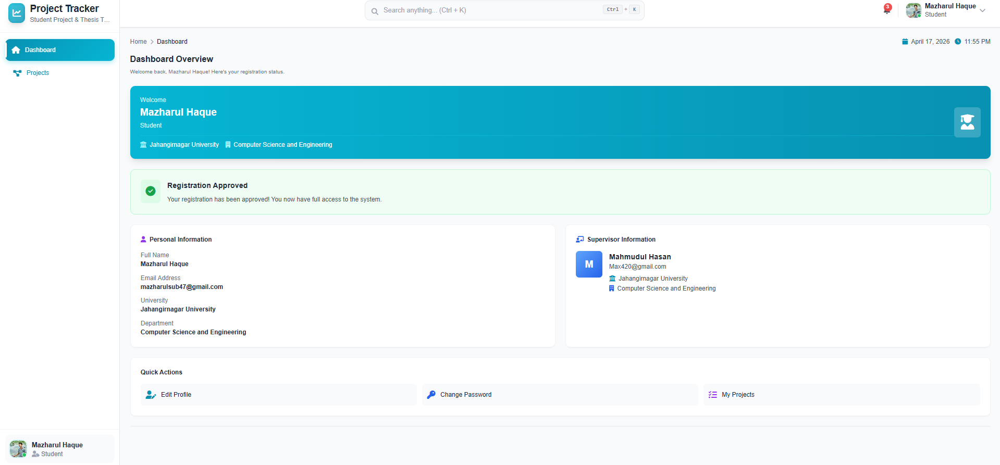 Project Tracker
Student Project & Thesis T...
Search anything... (Ctrl + K)
Ctrl + K
3
Mazharul Haque
Student
Dashboard
Projects
Home > Dashboard
April 17, 2026 11:55 PM
Dashboard Overview
Welcome back, Mazharul Haque! Here's your registration status.
Welcome
Mazharul Haque
Student
Jahangirnagar University Computer Science and Engineering
Registration Approved
Your registration has been approved! You now have full access to the system.
Personal Information
Full Name
Mazharul Haque
Email Address
mazharulsub47@gmail.com
University
Jahangirnagar University
Department
Computer Science and Engineering
Supervisor Information
M
Mahmudul Hasan
Max420@gmail.com
Jahangirnagar University
Computer Science and Engineering
Quick Actions
Edit Profile
Change Password
My Projects
Mazharul Haque
Student